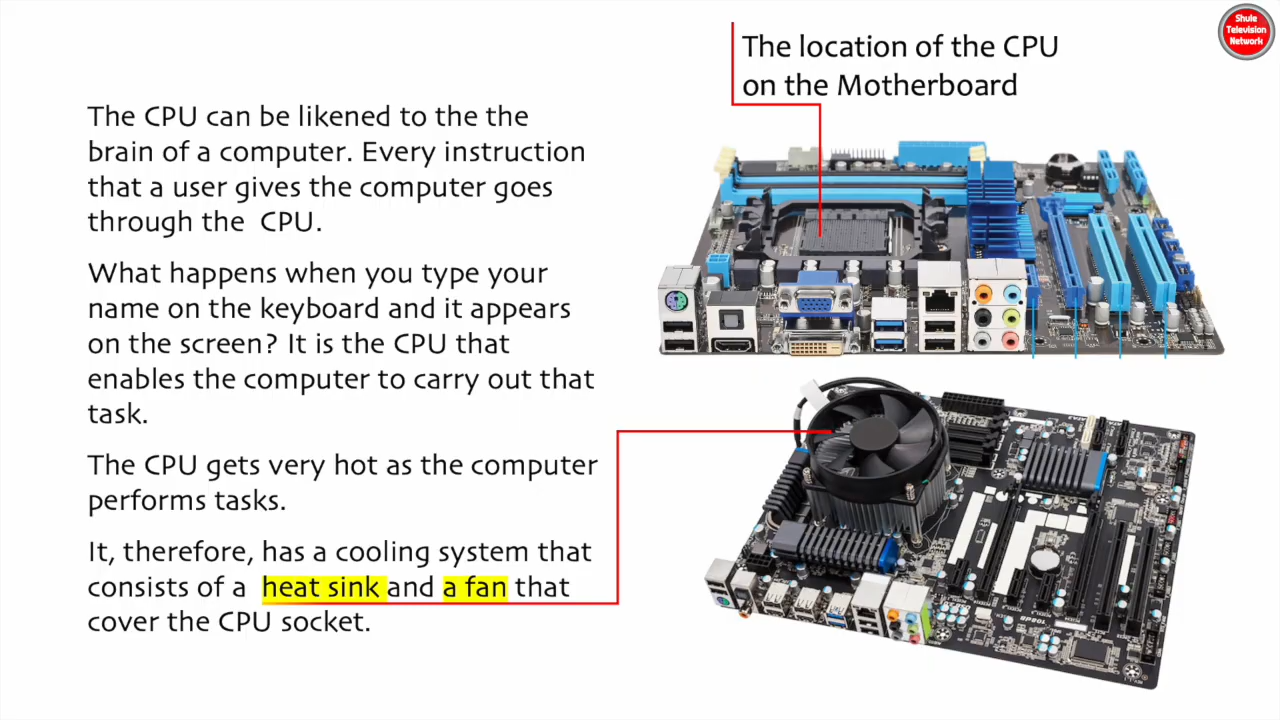 The location of the CPU
on the Motherboard
Shule
Television
Network
The CPU can be likened to the the
brain of a computer. Every instruction
that a user gives the computer goes
through the CPU.
What happens when you type your
name on the keyboard and it appears
on the screen? It is the CPU that
enables the computer to carry out that
task.
The CPU gets very hot as the computer
performs tasks.
It, therefore, has a cooling system that
consists of a heat sink and a fan that
cover the CPU socket.